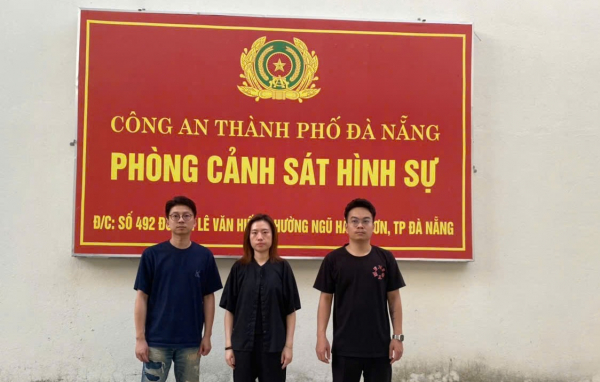 CÔNG AN THÀNH PHỐ ĐÀ NẴNG
PHÒNG CẢNH SÁT HÌNH SỰ
Đ/C: SỐ 492 LÊ VĂN NGŨ TP ĐÀ NẴNG